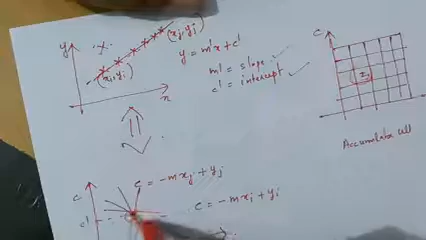 y
(xj, yj)
y = m'x + c'
(xi, yi)
m' = slope
c' = intercept
x
c
Accumulator cell
c
c = -mxj + yj
c'
c = -mxi + yi